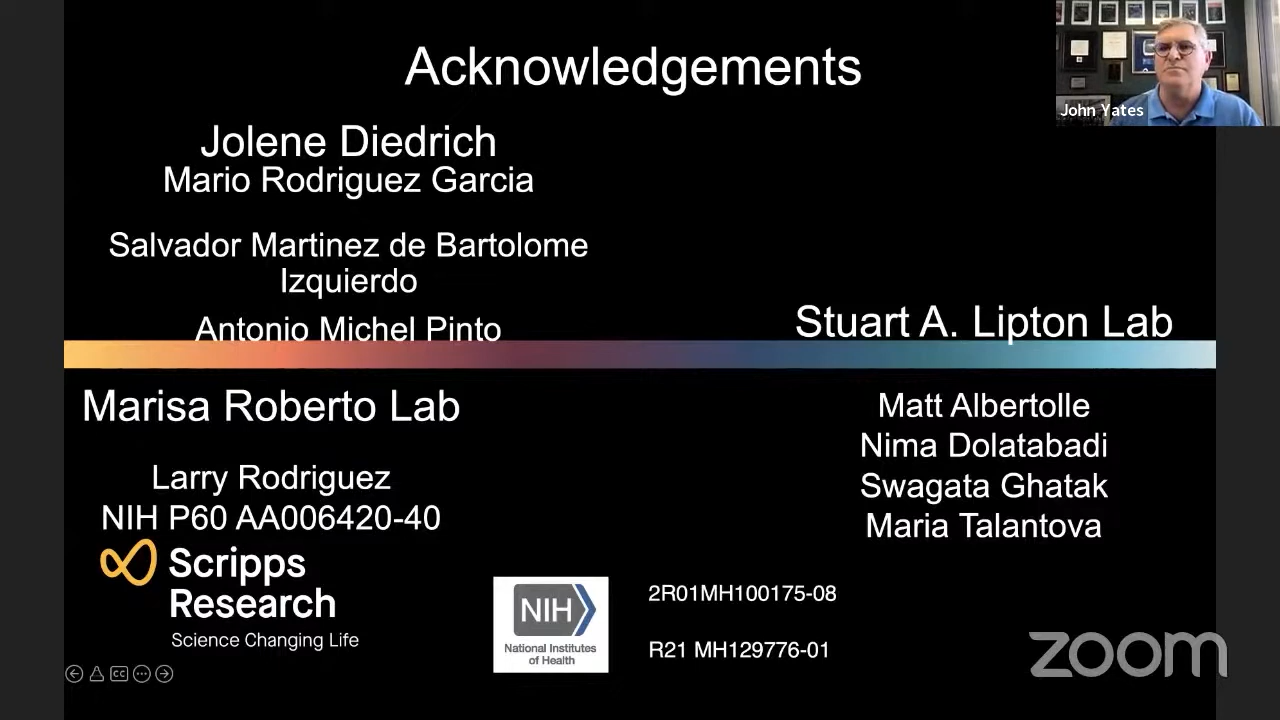 Acknowledgements
John Yates
Jolene Diedrich
Mario Rodriguez Garcia
Salvador Martinez de Bartolome
Izquierdo
Antonio Michel Pinto
Stuart A. Lipton Lab
Marisa Roberto Lab
Larry Rodriguez
NIH P60 AA006420-40
Matt Albertolle
Nima Dolatabadi
Swagata Ghatak
Maria Talantova
Scripps
Research
Science Changing Life
NIH
National Institutes
of Health
2R01MH100175-08
R21 MH129776-01
zoom
CC